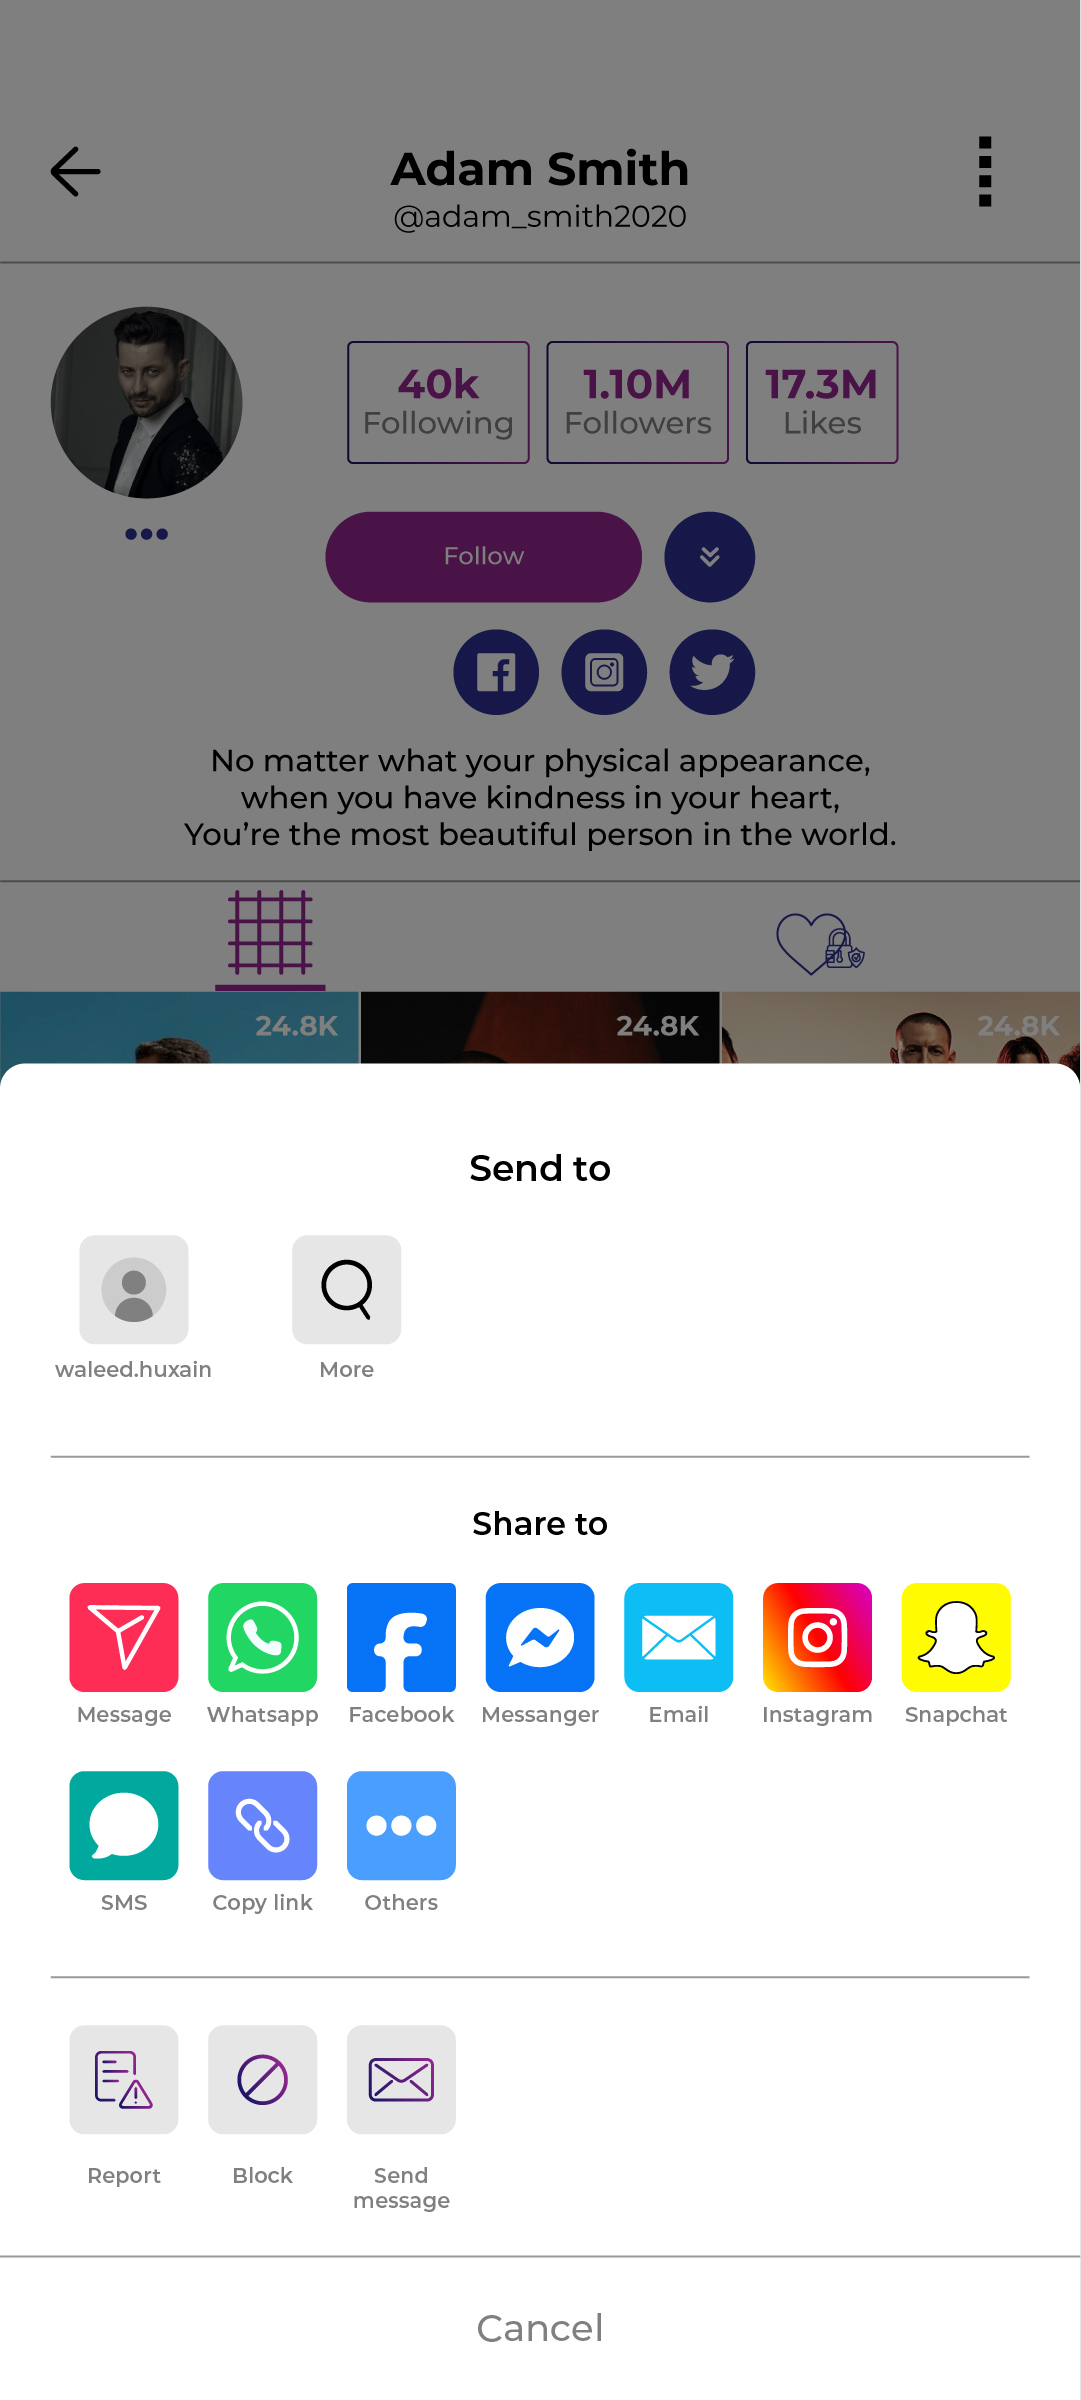 Adam Smith
@adam_smith2020
40k
Following
1.10M
Followers
17.3M
Likes
Follow
No matter what your physical appearance,
when you have kindness in your heart,
You’re the most beautiful person in the world.
24.8K
24.8K
24.8K
Send to
waleed.huxain
More
Share to
Message
Whatsapp
Facebook
Messanger
Email
Instagram
Snapchat
SMS
Copy link
Others
Report
Block
Send
message
Cancel